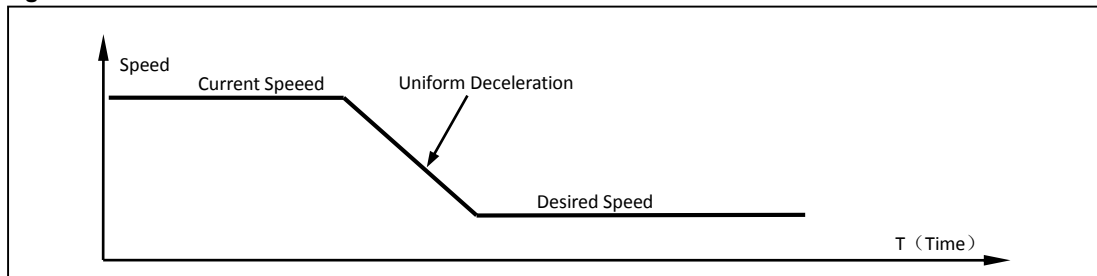 Speed
Current Speeed
Uniform Deceleration
Desired Speed
T（Time）